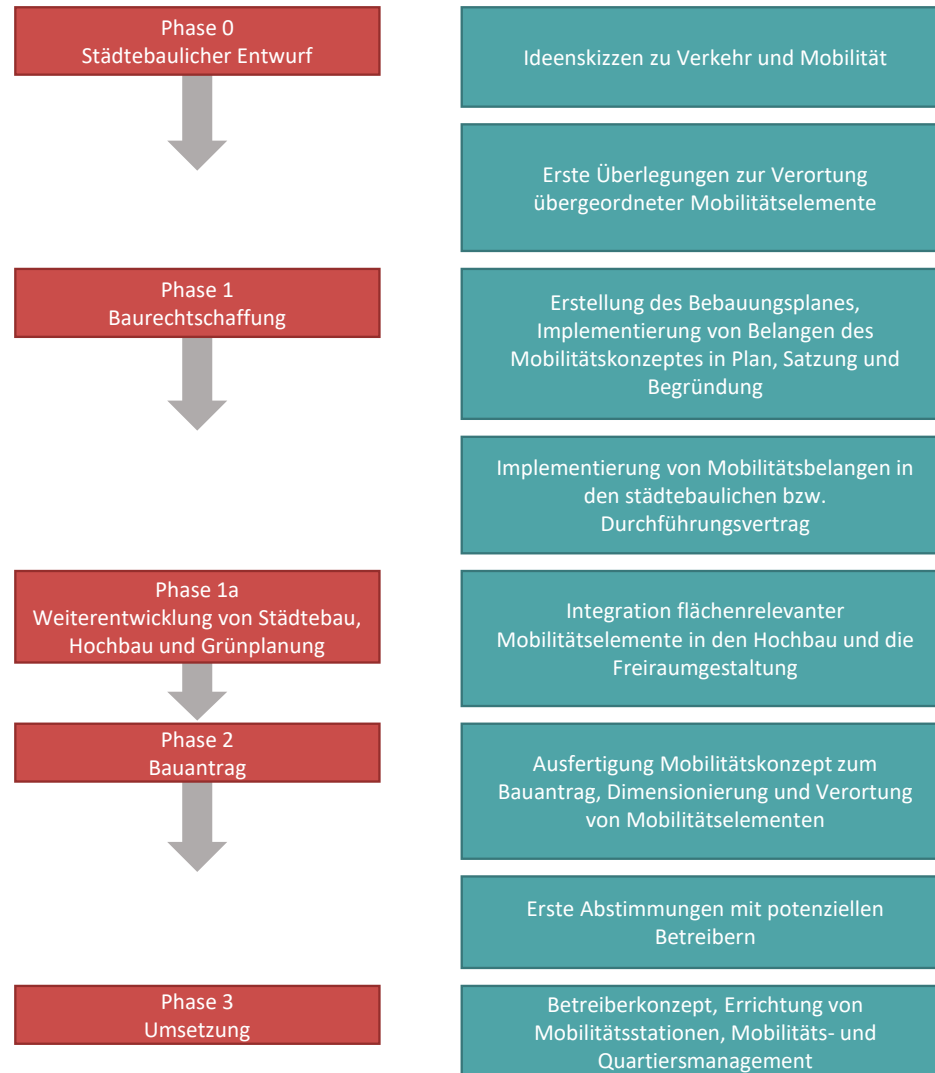 Phase 0
Städtebaulicher Entwurf
Ideenskizzen zu Verkehr und Mobilität
Erste Überlegungen zur Verortung
übergeordneter Mobilitätselemente
Phase 1
Baurechtschaffung
Erstellung des Bebauungsplanes,
Implementierung von Belangen des
Mobilitätskonzeptes in Plan, Satzung und
Begründung
Implementierung von Mobilitätsbelangen in
den städtebaulichen bzw.
Durchführungsvertrag
Phase 1a
Weiterentwicklung von Städtebau,
Hochbau und Grünplanung
Integration flächenrelevanter
Mobilitätselemente in den Hochbau und die
Freiraumgestaltung
Phase 2
Bauantrag
Ausfertigung Mobilitätskonzept zum
Bauantrag, Dimensionierung und Verortung
von Mobilitätselementen
Erste Abstimmungen mit potenziellen
Betreibern
Phase 3
Umsetzung
Betreiberkonzept, Errichtung von
Mobilitätsstationen, Mobilitäts- und
Quartiersmanagement